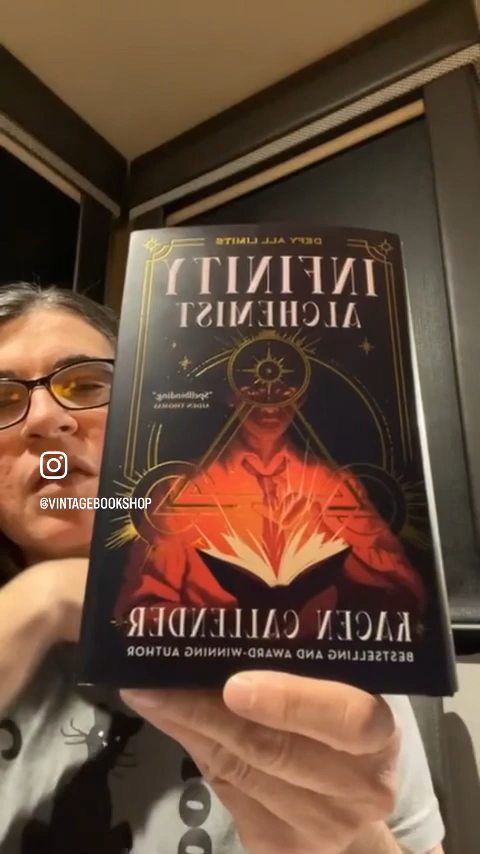 DEFY ALL LIMITS
INFINITY
ALCHEMIST
"Spellbinding."
AIDEN THOMAS
@VINTAGEBOOKSHOP
KACEN CALLENDER
BESTSELLING AND AWARD-WINNING AUTHOR